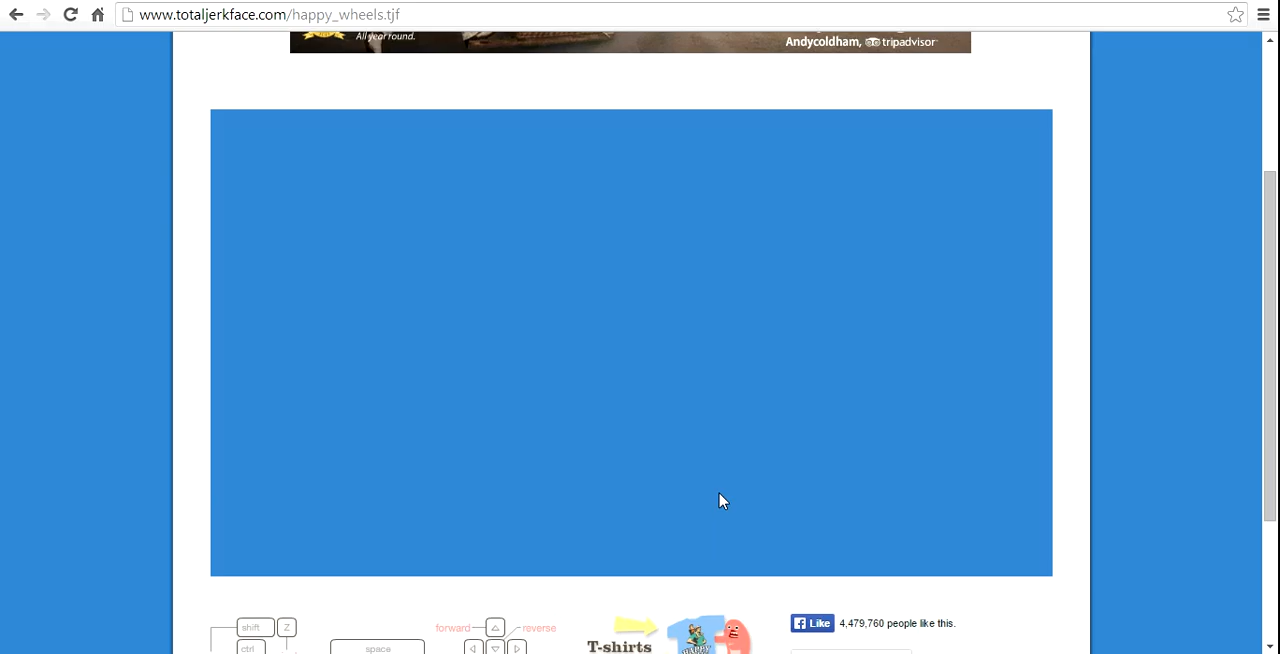 www.totaljerkface.com/happy_wheels.tjf
All year round.
Andycoldham, tripadvisor
shift Z forward reverse
Like 4,479,760 people like this.
ctrl space T-shirts
HAPPY